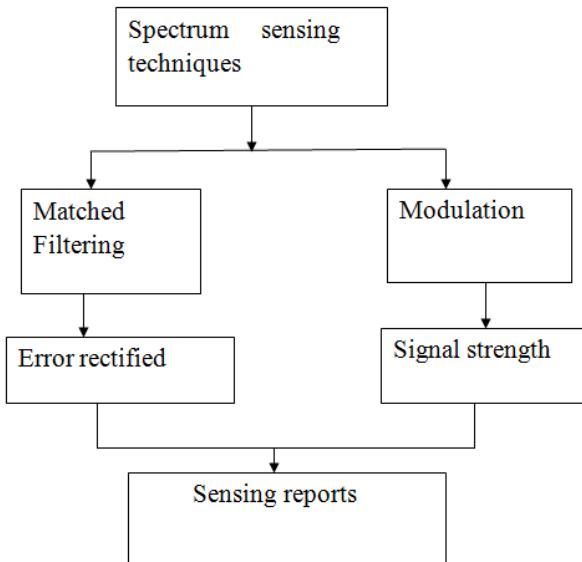 Spectrum sensing
techniques
Matched
Filtering
Modulation
Error rectified
Signal strength
Sensing reports